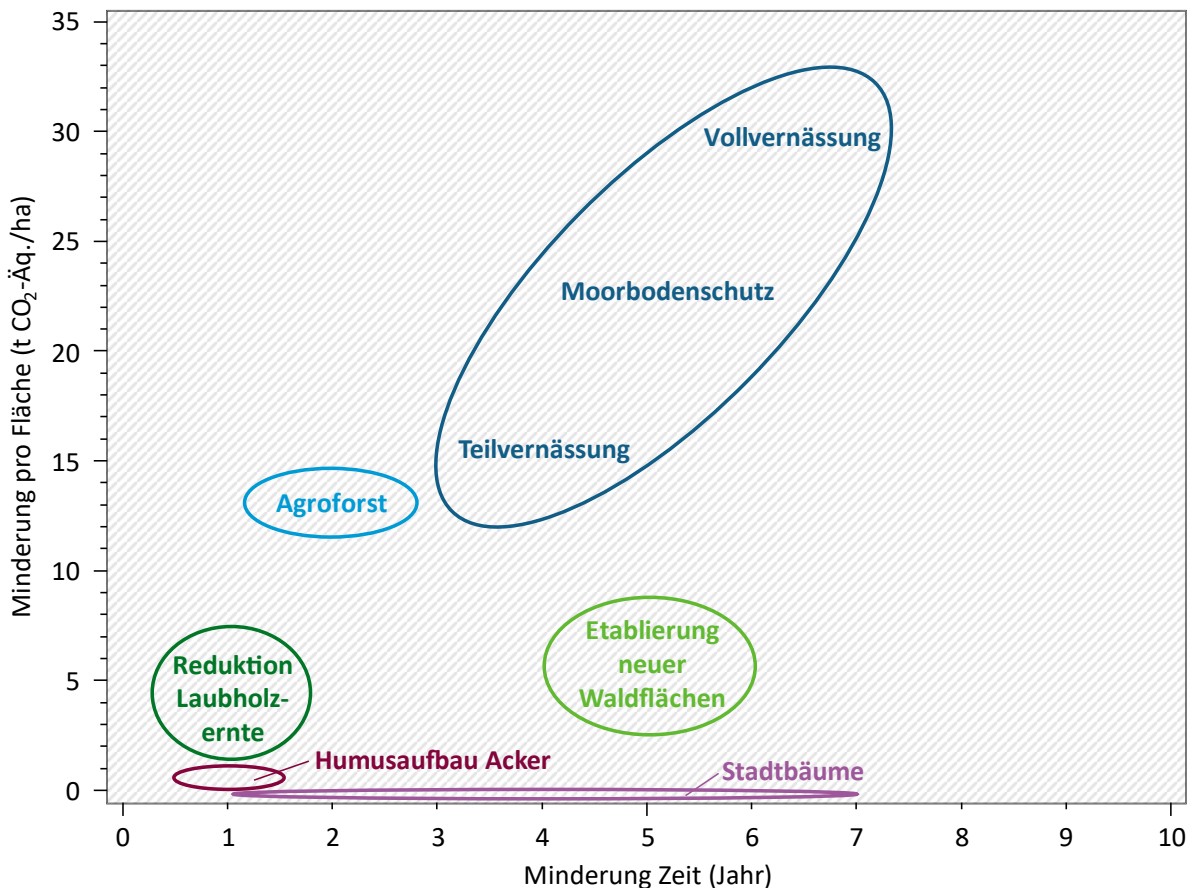 35
30
25
20
15
10
5
0
Minderung pro Fläche (t CO₂-Äq./ha)
Vollvernässung
Moorbodenschutz
Teilvernässung
Agroforst
Etablierung
neuer
Waldflächen
Reduktion
Laubholz-
ernte
Humusaufbau Acker
Stadtbäume
0 1 2 3 4 5 6 7 8 9 10
Minderung Zeit (Jahr)